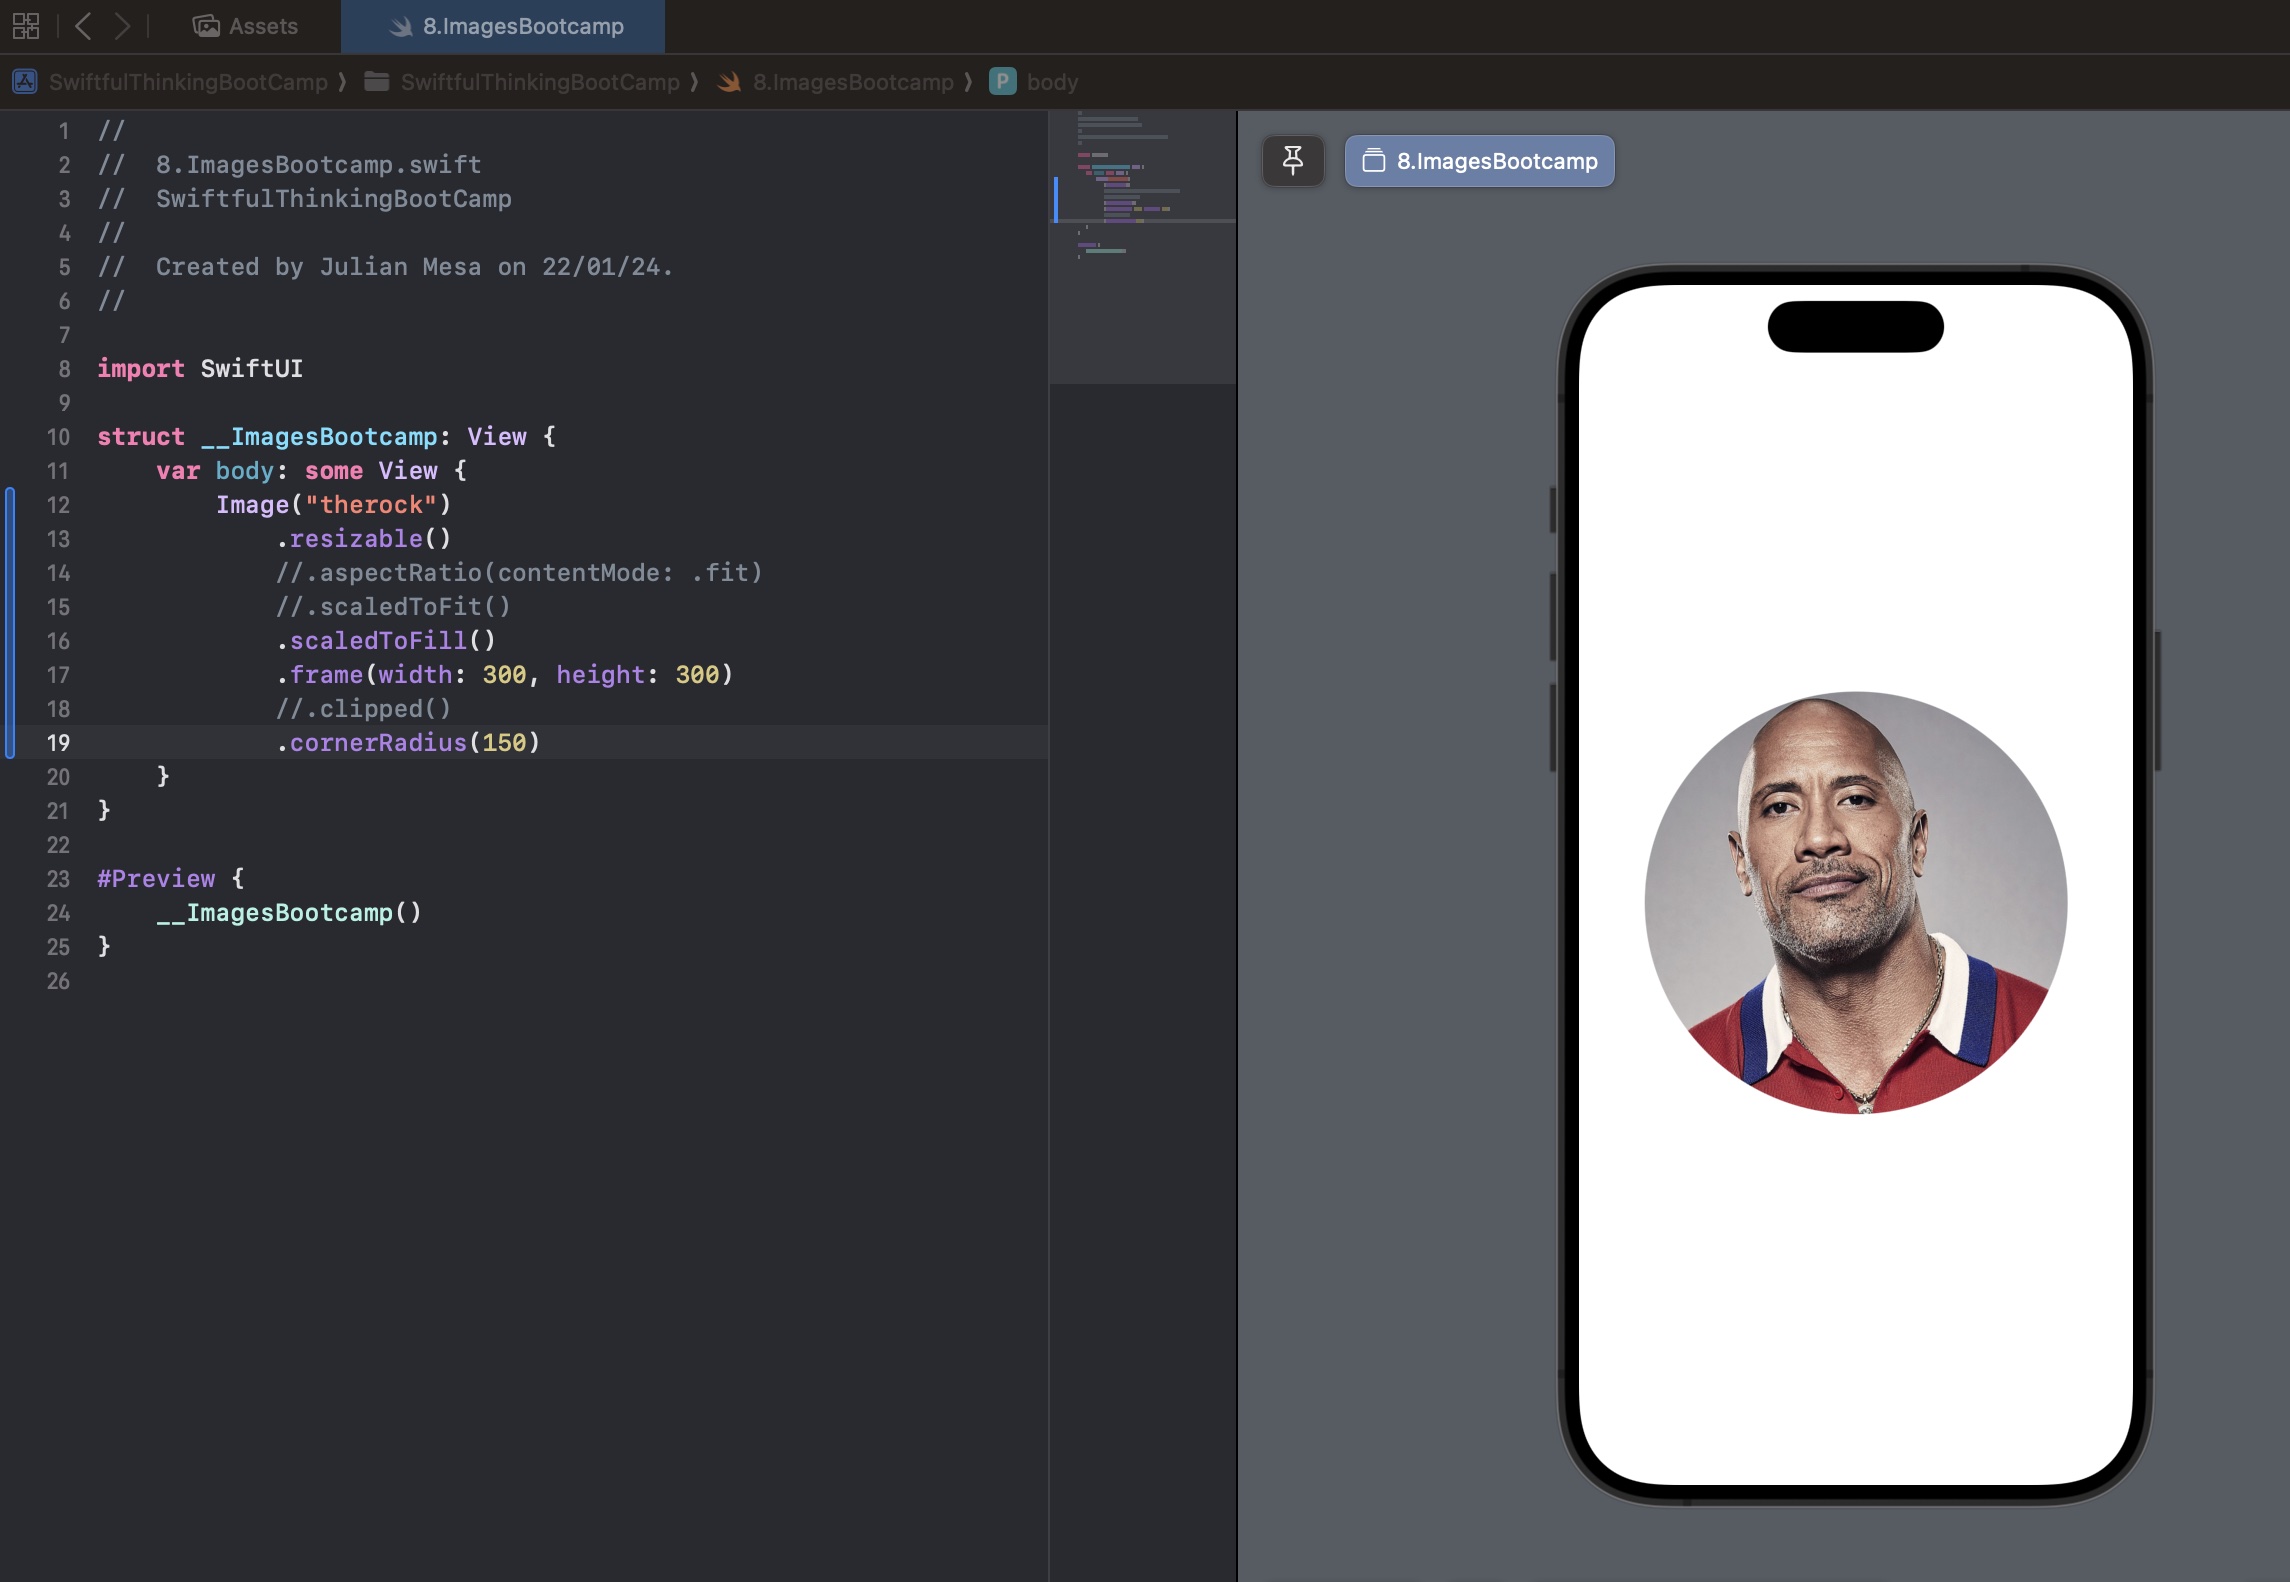 Assets
8.ImagesBootcamp
SwiftfulThinkingBootCamp ⟩ SwiftfulThinkingBootCamp ⟩ 8.ImagesBootcamp ⟩ P body
1 //
2 //  8.ImagesBootcamp.swift
3 //  SwiftfulThinkingBootCamp
4 //
5 //  Created by Julian Mesa on 22/01/24.
6 //
7
8 import SwiftUI
9
10 struct __ImagesBootcamp: View {
11     var body: some View {
12         Image("therock")
13             .resizable()
14             //.aspectRatio(contentMode: .fit)
15             //.scaledToFit()
16             .scaledToFill()
17             .frame(width: 300, height: 300)
18             //.clipped()
19             .cornerRadius(150)
20     }
21 }
22
23 #Preview {
24     __ImagesBootcamp()
25 }
26
8.ImagesBootcamp